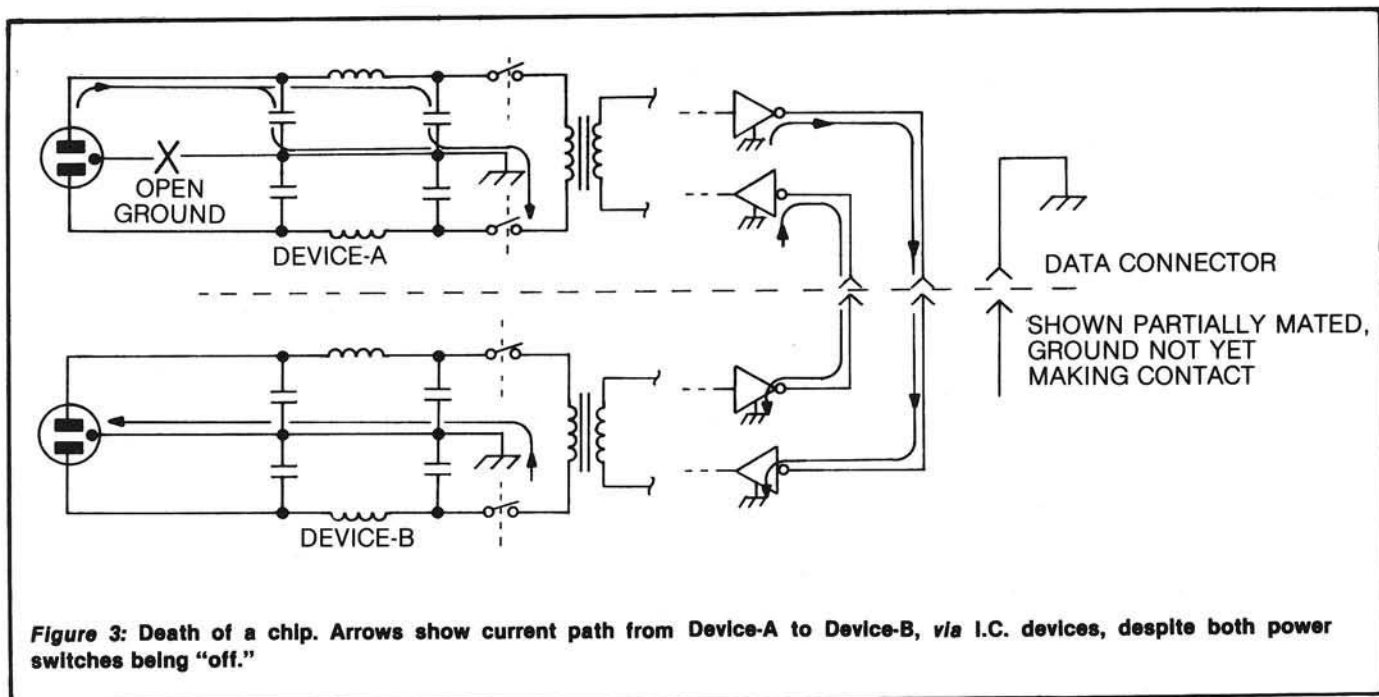 OPEN
GROUND
DEVICE-A
DATA CONNECTOR
SHOWN PARTIALLY MATED,
GROUND NOT YET
MAKING CONTACT
DEVICE-B
Figure 3: Death of a chip. Arrows show current path from Device-A to Device-B, via I.C. devices, despite both power
switches being “off.”